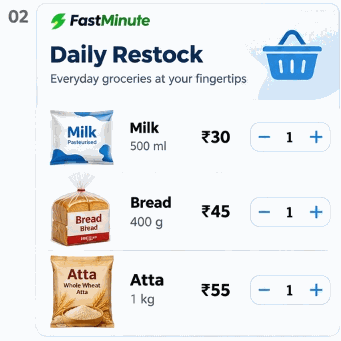 02
FastMinute
Daily Restock
Everyday groceries at your fingertips
Milk
Pasteurised
Milk
500 ml
₹30
− 1 +
Bread
Bread
Bread
400 g
₹45
− 1 +
Atta
Whole Wheat
Atta
Atta
1 kg
₹55
− 1 +